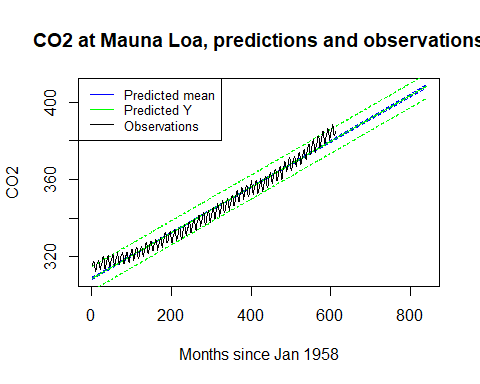 CO2 at Mauna Loa, predictions and observations
Predicted mean
Predicted Y
Observations
400
360
320
CO2
0 200 400 600 800
Months since Jan 1958